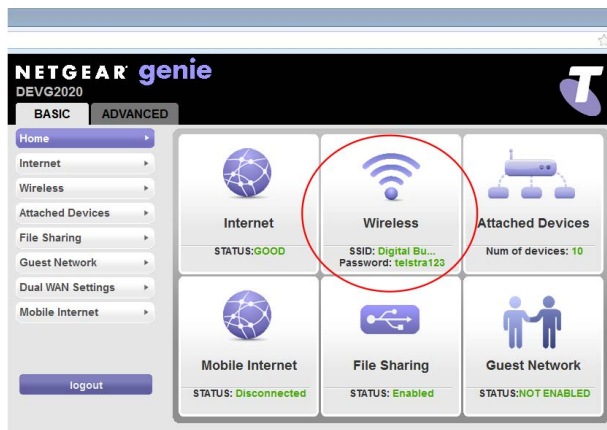 NETGEAR genie
DEVG2020
T
BASIC ADVANCED
Home
Internet
Wireless
Attached Devices
File Sharing
Guest Network
Dual WAN Settings
Mobile Internet
logout
Internet
STATUS:GOOD
Wireless
SSID: Digital Bu...
Password: telstra123
Attached Devices
Num of devices: 10
Mobile Internet
STATUS: Disconnected
File Sharing
STATUS: Enabled
Guest Network
STATUS:NOT ENABLED